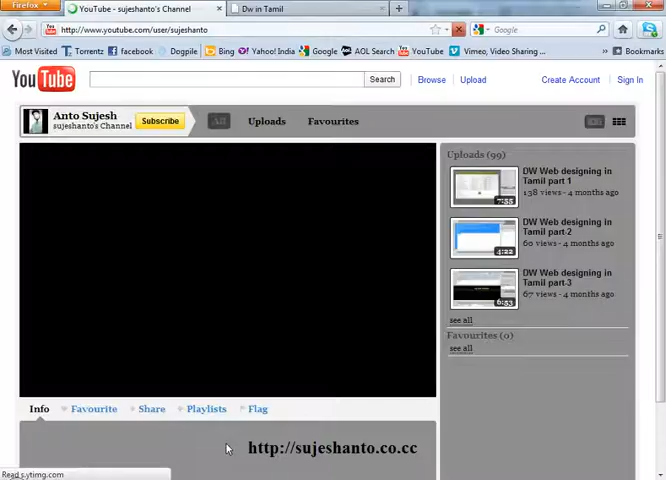 Firefox
YouTube - sujeshanto's Channel
Dw in Tamil
http://www.youtube.com/user/sujeshanto
Google
Most Visited Torrentz facebook Dogpile Bing Yahoo! India Google AOL Search YouTube Vimeo, Video Sharing ... Bookmarks
YouTube
Search
Browse Upload
Create Account Sign In
Anto Sujesh
sujeshanto's Channel
Subscribe
All
Uploads
Favourites
Uploads (99)
7:55
DW Web designing in
Tamil part 1
138 views - 4 months ago
4:22
DW Web designing in
Tamil part-2
60 views - 4 months ago
6:53
DW Web designing in
Tamil part-3
67 views - 4 months ago
see all
Favourites (0)
see all
Info Favourite Share Playlists Flag
http://sujeshanto.co.cc
Read s.ytimg.com